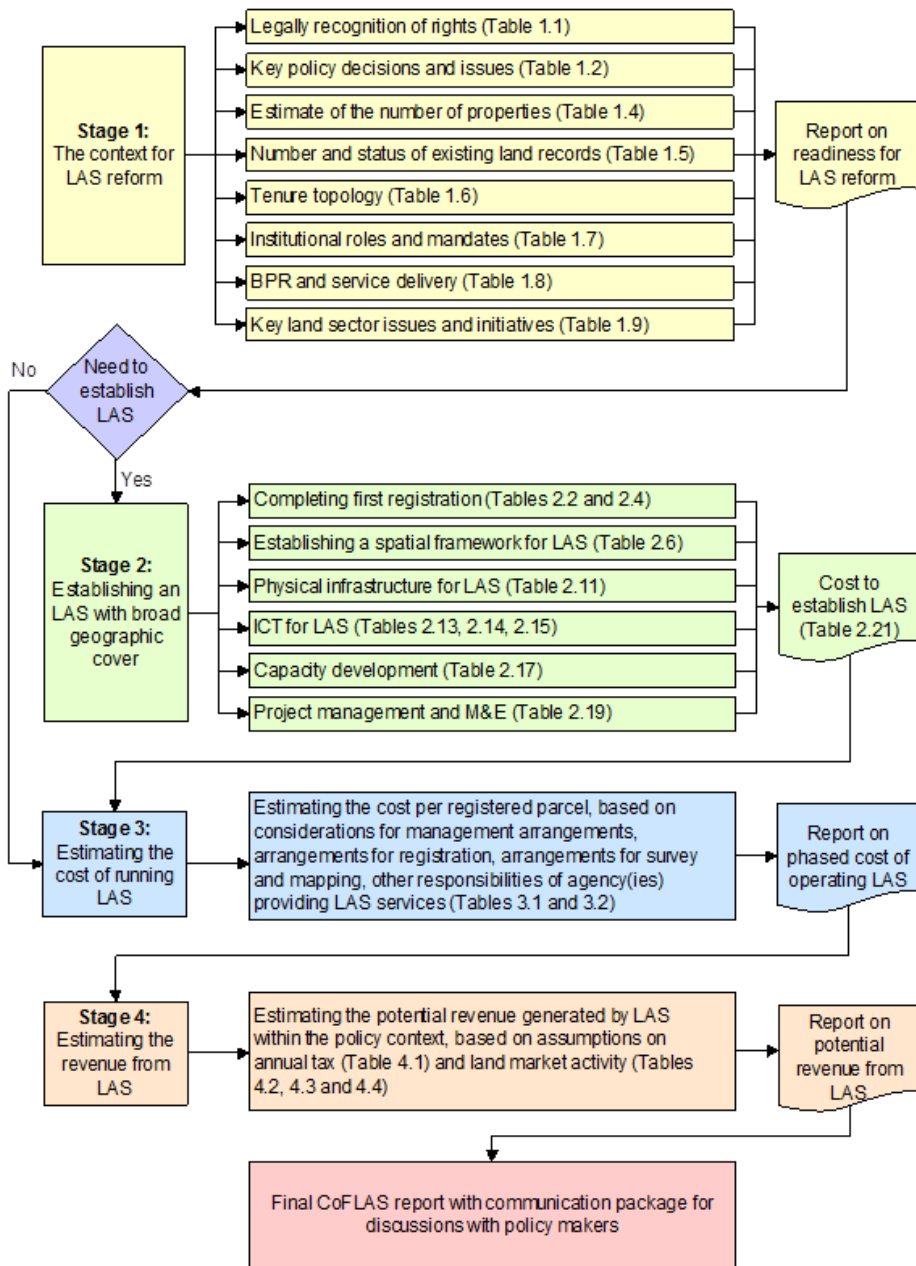 Stage 1:
The context for
LAS reform
Legally recognition of rights (Table 1.1)
Key policy decisions and issues (Table 1.2)
Estimate of the number of properties (Table 1.4)
Number and status of existing land records (Table 1.5)
Tenure topology (Table 1.6)
Institutional roles and mandates (Table 1.7)
BPR and service delivery (Table 1.8)
Key land sector issues and initiatives (Table 1.9)
Report on
readiness for
LAS reform
No
Need to
establish
LAS
Yes
Stage 2:
Establishing an
LAS with broad
geographic
cover
Completing first registration (Tables 2.2 and 2.4)
Establishing a spatial framework for LAS (Table 2.6)
Physical infrastructure for LAS (Table 2.11)
ICT for LAS (Tables 2.13, 2.14, 2.15)
Capacity development (Table 2.17)
Project management and M&E (Table 2.19)
Cost to
establish LAS
(Table 2.21)
Stage 3:
Estimating the
cost of running
LAS
Estimating the cost per registered parcel, based on
considerations for management arrangements,
arrangements for registration, arrangements for survey
and mapping, other responsibilities of agency(ies)
providing LAS services (Tables 3.1 and 3.2)
Report on
phased cost of
operating LAS
Stage 4:
Estimating the
revenue from
LAS
Estimating the potential revenue generated by LAS
within the policy context, based on assumptions on
annual tax (Table 4.1) and land market activity (Tables
4.2, 4.3 and 4.4)
Report on
potential
revenue from
LAS
Final CoFLAS report with communication package for
discussions with policy makers